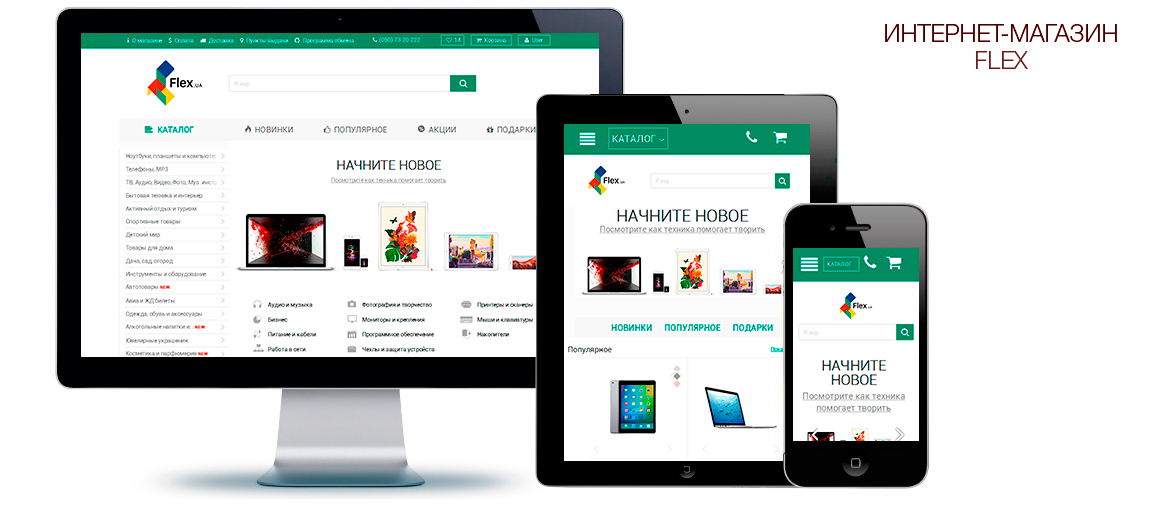 ИНТЕРНЕТ-МАГАЗИН
FLEX
О магазине Оплата Доставка Пункты выдачи Программа обмена (050) 73 20 222 14 Корзина User
Flex.UA
Я ищу...
КАТАЛОГ НОВИНКИ ПОПУЛЯРНОЕ АКЦИИ ПОДАРКИ
Ноутбуки, планшеты и компьюте
Телефоны, MP3
ТВ, Аудио, Видео, Фото, Муз. инстр
Бытовая техника и интерьер
Активный отдых и туризм
Спортивные товары
Детский мир
Товары для дома
Дача, сад, огород
Инструменты и оборудование
Автотовары NEW
Авиа и ЖД билеты
Одежда, обувь и аксессуары
Алкогольные напитки и... NEW
Ювелирные украшения
Косметика и парфюмерия NEW
НАЧНИТЕ НОВОЕ
Посмотрите как техника помогает творить
Аудио и музыка Фотография и творчество Принтеры и сканеры
Бизнес Мониторы и крепления Мыши и клавиатуры
Питание и кабели Программное обеспечение Накопители
Работа в сети Чехлы и защита устройств
КАТАЛОГ
Flex.UA
Я ищу...
НАЧНИТЕ НОВОЕ
Посмотрите как техника помогает творить
НОВИНКИ ПОПУЛЯРНОЕ ПОДАРКИ
Популярное
КАТАЛОГ
Flex.UA
Я ищу...
НАЧНИТЕ
НОВОЕ
Посмотрите как техника
помогает творить